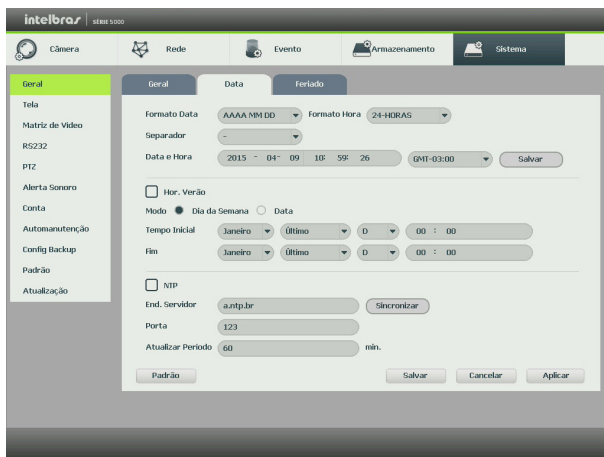 intelbras SÉRIE 5000
Câmera Rede Evento Armazenamento Sistema
Geral
Tela
Matriz de Vídeo
RS232
PTZ
Alerta Sonoro
Conta
Automanutenção
Config Backup
Padrão
Atualização
Geral Data Feriado
Formato Data AAAA MM DD Formato Hora 24-HORAS
Separador -
Data e Hora 2015 - 04 - 09 10: 59: 26 GMT-03:00 Salvar
Hor. Verão
Modo Dia da Semana Data
Tempo Inicial Janeiro Último D 00 : 00
Fim Janeiro Último D 00 : 00
NTP
End. Servidor a.ntp.br Sincronizar
Porta 123
Atualizar Período 60 min.
Padrão Salvar Cancelar Aplicar